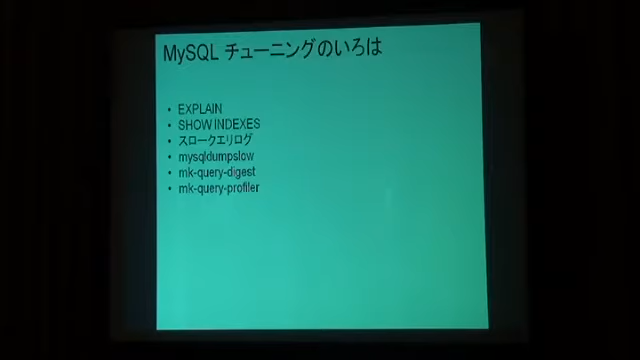 MySQL チューニングのいろは
• EXPLAIN
• SHOW INDEXES
• スロークエリログ
• mysqldumpslow
• mk-query-digest
• mk-query-profiler